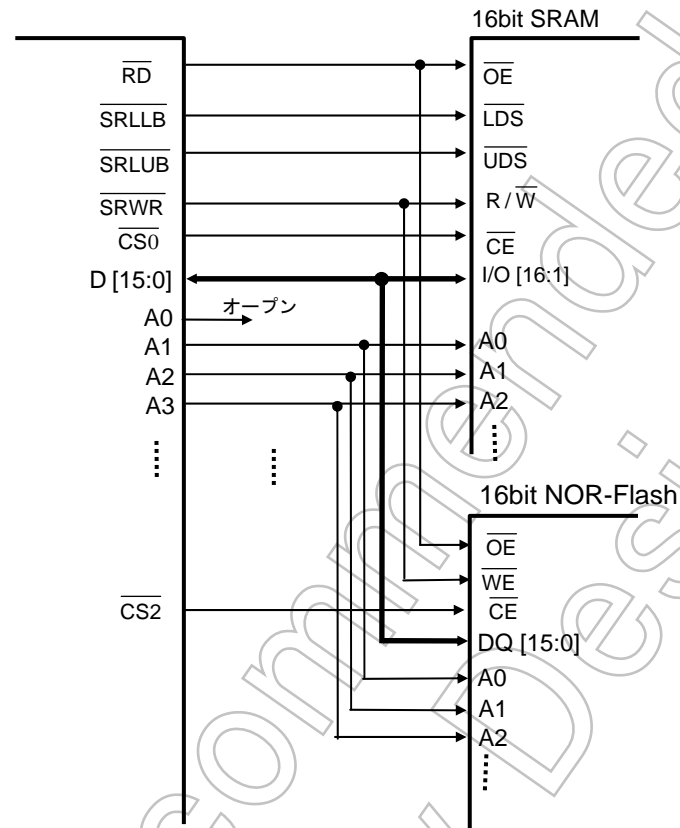 16bit SRAM
RD
SRLLB
SRLUB
SRWR
CS0
D [15:0]
A0
オープン
A1
A2
A3
CS2
OE
LDS
UDS
R / W
CE
I/O [16:1]
A0
A1
A2
16bit NOR-Flash
OE
WE
CE
DQ [15:0]
A0
A1
A2